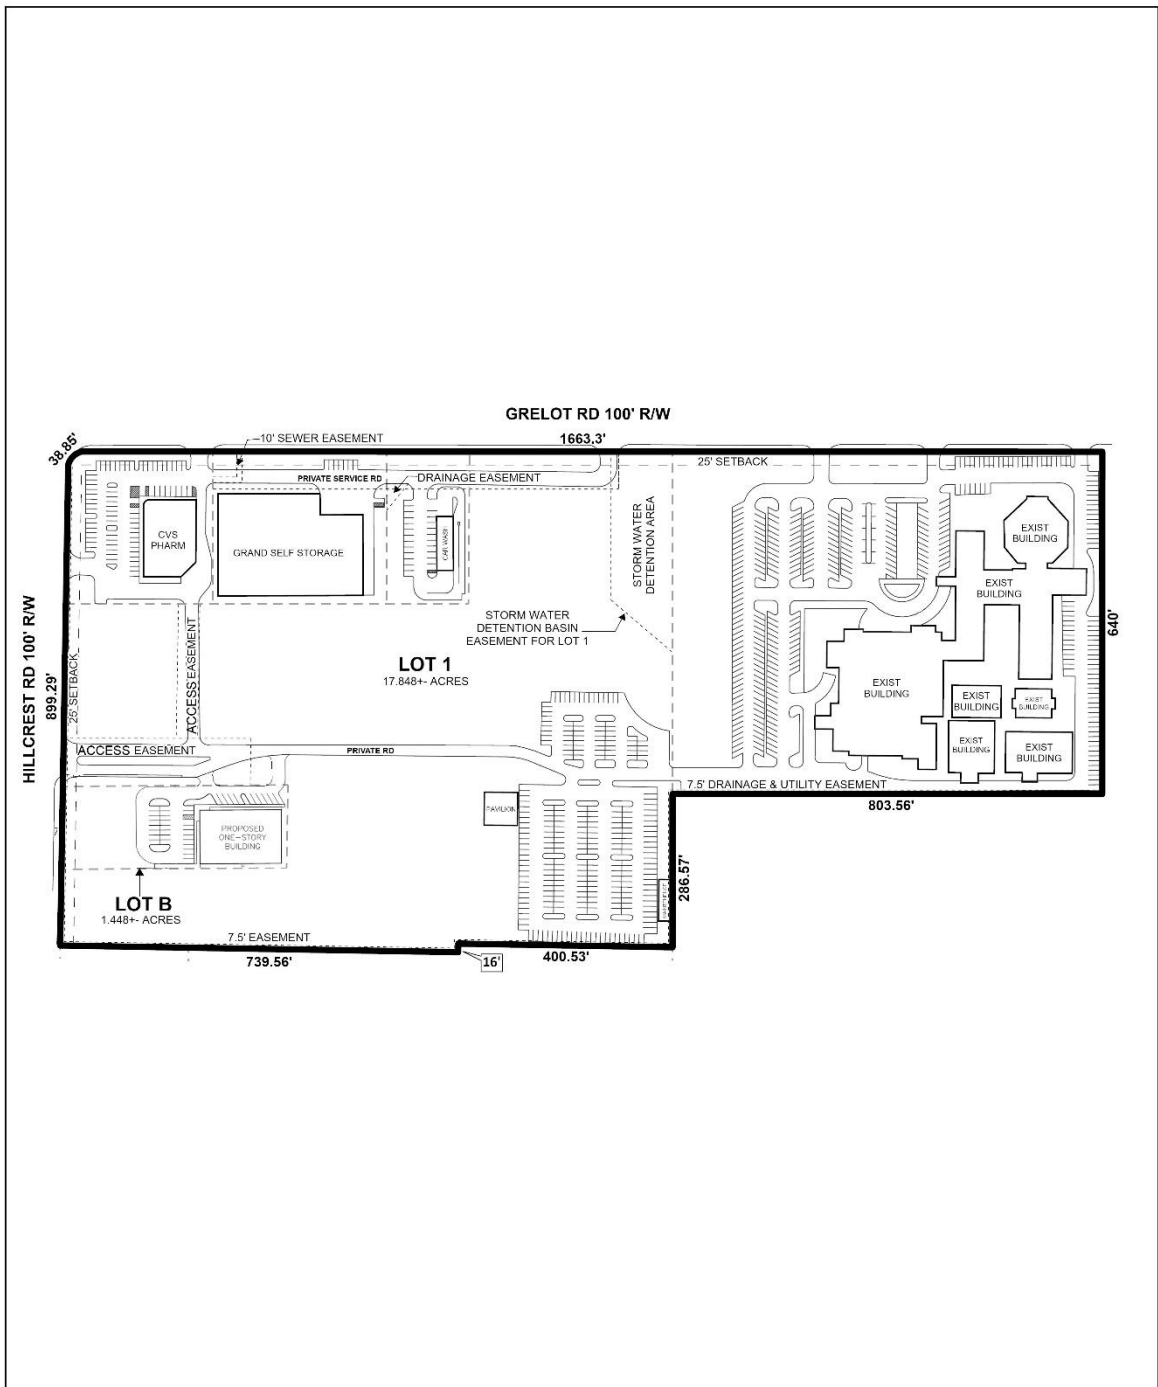 GRELOT RD 100' R/W
38.85'
10' SEWER EASEMENT
1663.3'
25' SETBACK
PRIVATE SERVICE RD
DRAINAGE EASEMENT
CVS
PHARM
GRAND SELF STORAGE
CAR WASH
STORM WATER
DETENTION AREA
EXIST
BUILDING
EXIST
BUILDING
STORM WATER
DETENTION BASIN
EASEMENT FOR LOT 1
640'
HILLCREST RD 100' R/W
899.29'
25' SETBACK
ACCESS EASEMENT
LOT 1
17.848+- ACRES
EXIST
BUILDING
EXIST
BUILDING
EXIST
BUILDING
EXIST
BUILDING
EXIST
BUILDING
ACCESS EASEMENT
PRIVATE RD
7.5' DRAINAGE & UTILITY EASEMENT
803.56'
PAVILION
PROPOSED
ONE-STORY
BUILDING
286.57'
LOT B
1.448+- ACRES
7.5' EASEMENT
739.56'
16'
400.53'